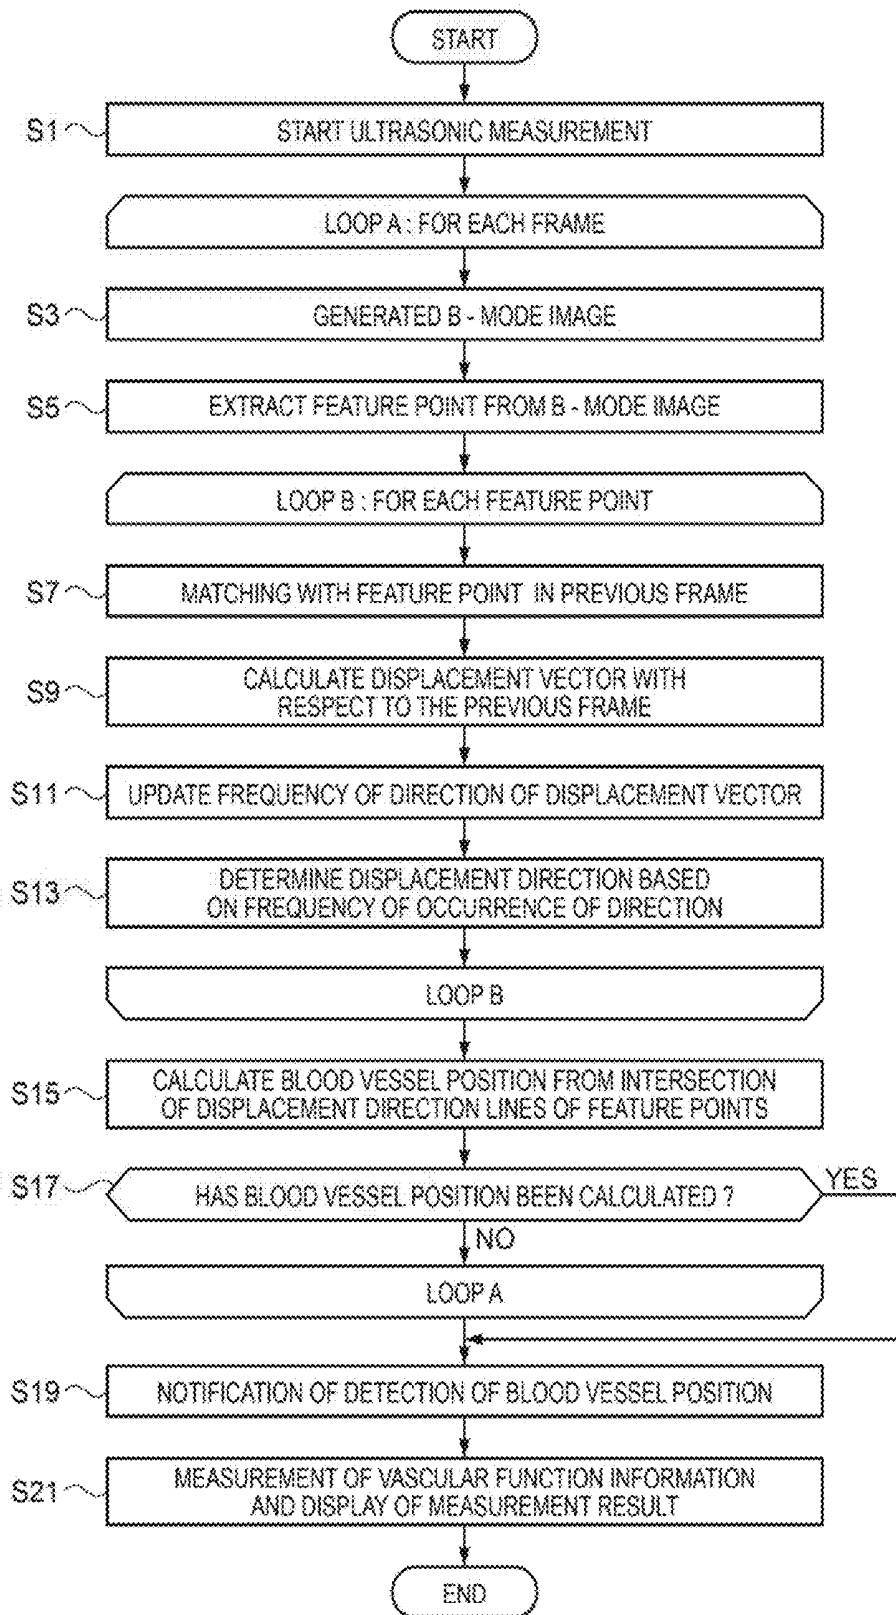 START
S1
START ULTRASONIC MEASUREMENT
LOOP A : FOR EACH FRAME
S3
GENERATED B - MODE IMAGE
S5
EXTRACT FEATURE POINT FROM B - MODE IMAGE
LOOP B : FOR EACH FEATURE POINT
S7
MATCHING WITH FEATURE POINT IN PREVIOUS FRAME
S9
CALCULATE DISPLACEMENT VECTOR WITH
RESPECT TO THE PREVIOUS FRAME
S11
UPDATE FREQUENCY OF DIRECTION OF DISPLACEMENT VECTOR
S13
DETERMINE DISPLACEMENT DIRECTION BASED
ON FREQUENCY OF OCCURRENCE OF DIRECTION
LOOP B
S15
CALCULATE BLOOD VESSEL POSITION FROM INTERSECTION
OF DISPLACEMENT DIRECTION LINES OF FEATURE POINTS
S17
HAS BLOOD VESSEL POSITION BEEN CALCULATED ?
YES
NO
LOOP A
S19
NOTIFICATION OF DETECTION OF BLOOD VESSEL POSITION
S21
MEASUREMENT OF VASCULAR FUNCTION INFORMATION
AND DISPLAY OF MEASUREMENT RESULT
END